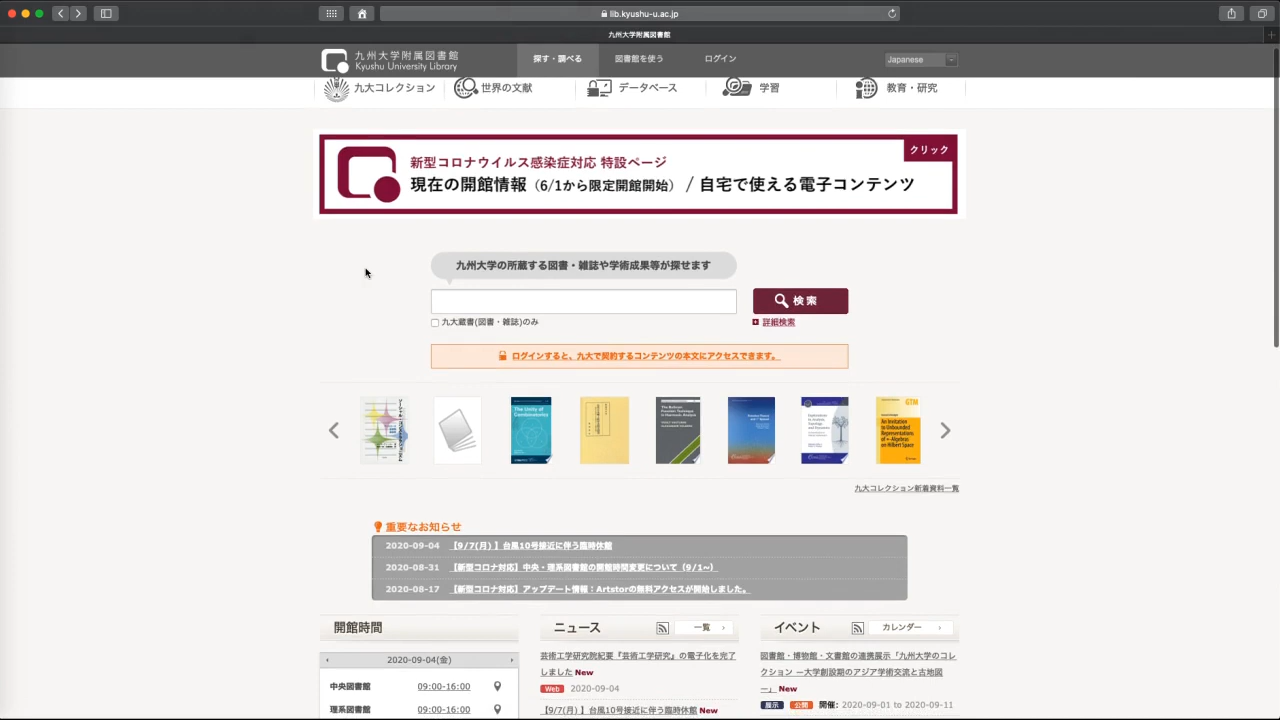 lib.kyushu-u.ac.jp
九州大学附属図書館
九州大学附属図書館
Kyushu University Library
探す・調べる
図書館を使う
ログイン
Japanese
九大コレクション
世界の文献
データベース
学習
教育・研究
クリック
新型コロナウイルス感染症対応 特設ページ
現在の開館情報（6/1から限定開館開始） / 自宅で使える電子コンテンツ
九州大学の所蔵する図書・雑誌や学術成果等が探せます
検索
九大蔵書(図書・雑誌)のみ
詳細検索
ログインすると、九大で契約するコンテンツの本文にアクセスできます。
The Unity of
Combinatorics
GTM
An Invitation
to Unbounded
Representations
of *-Algebras
on Hilbert Space
九大コレクション新着資料一覧
重要なお知らせ
2020-09-04 【9/7(月) 】台風10号接近に伴う臨時休館
2020-08-31 【新型コロナ対応】中央・理系図書館の開館時間変更について（9/1~）
2020-08-17 【新型コロナ対応】アップデート情報：Artstorの無料アクセスが開始しました。
開館時間
2020-09-04(金)
中央図書館 09:00-16:00
理系図書館 09:00-16:00
ニュース
一覧
芸術工学研究院紀要『芸術工学研究』の電子化を完了
しました New
Web 2020-09-04
【9/7(月) 】台風10号接近に伴う臨時休館 New
イベント
カレンダー
図書館・博物館・文書館の連携展示「九州大学のコレ
クション ー大学創設期のアジア学術交流と古地図
ー」 New
展示 公開 開催: 2020-09-01 to 2020-09-11